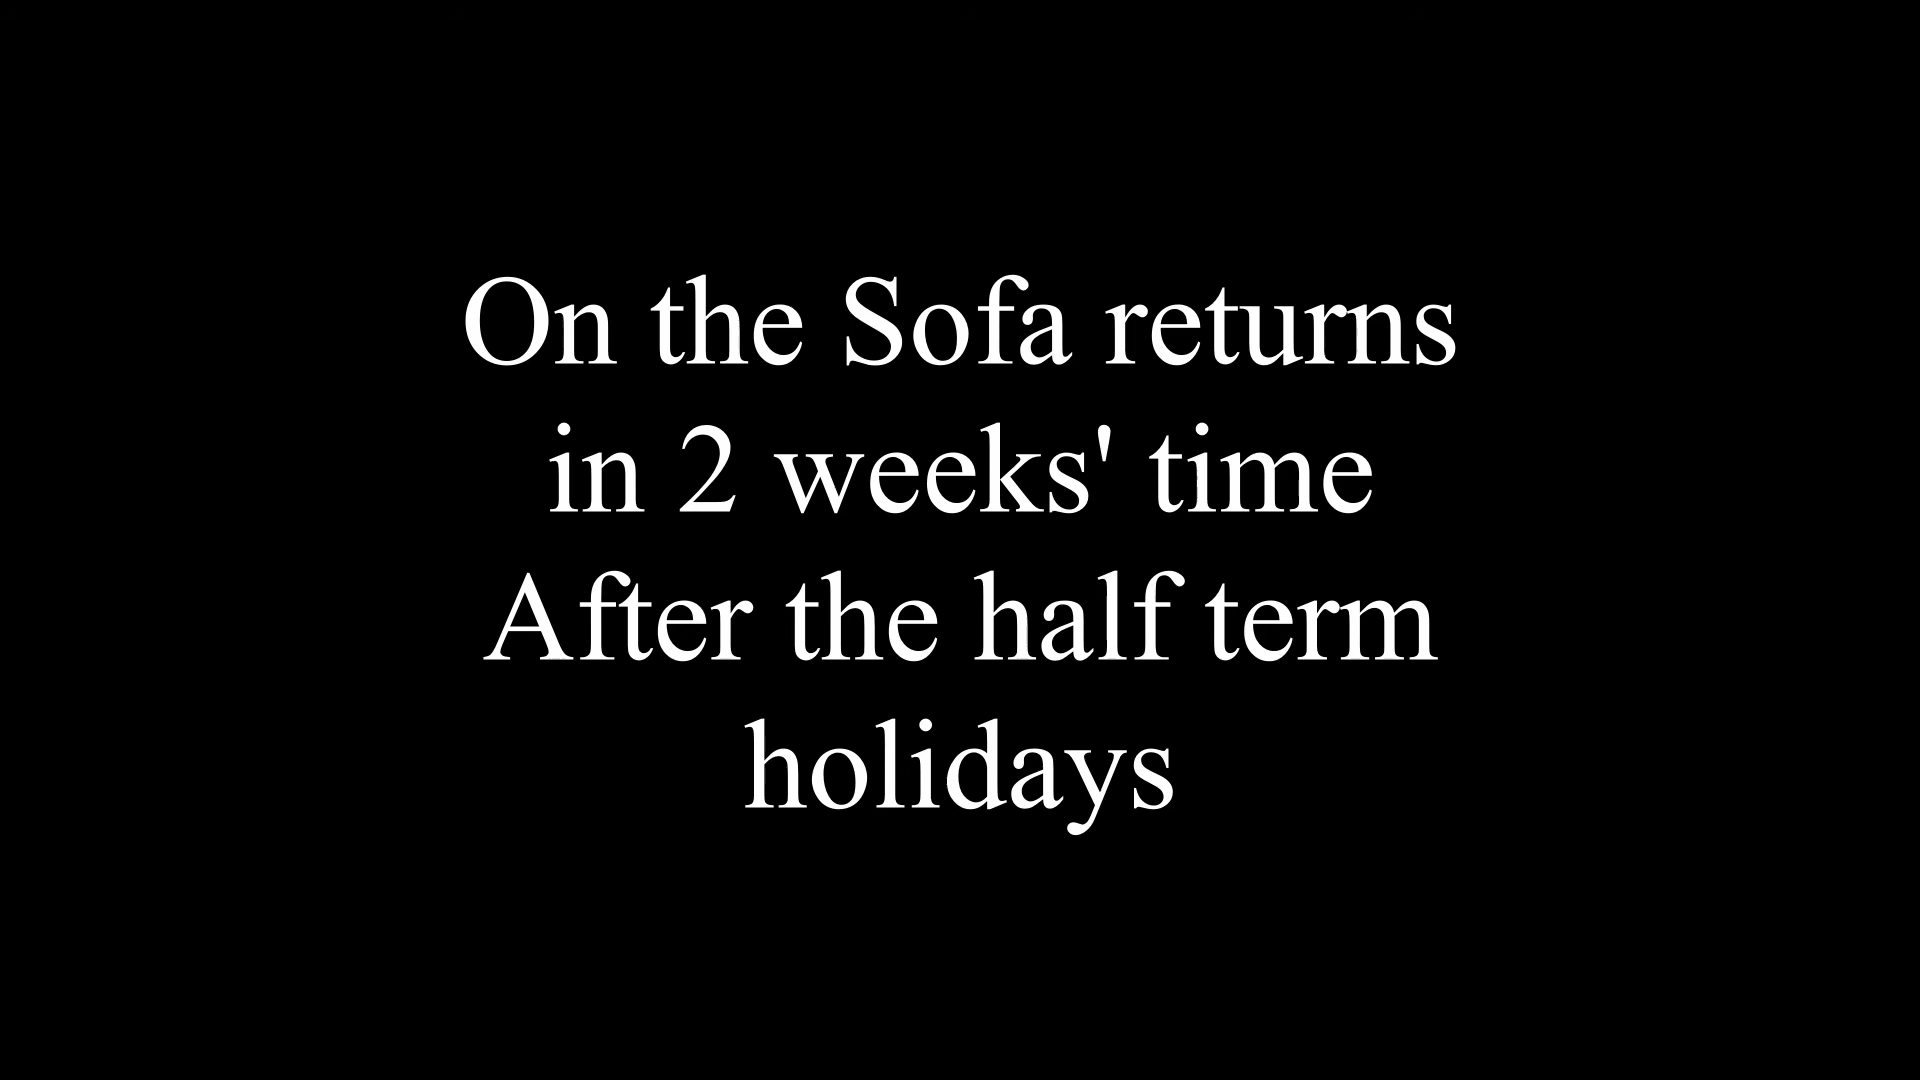 On the Sofa returns
in 2 weeks' time
After the half term
holidays